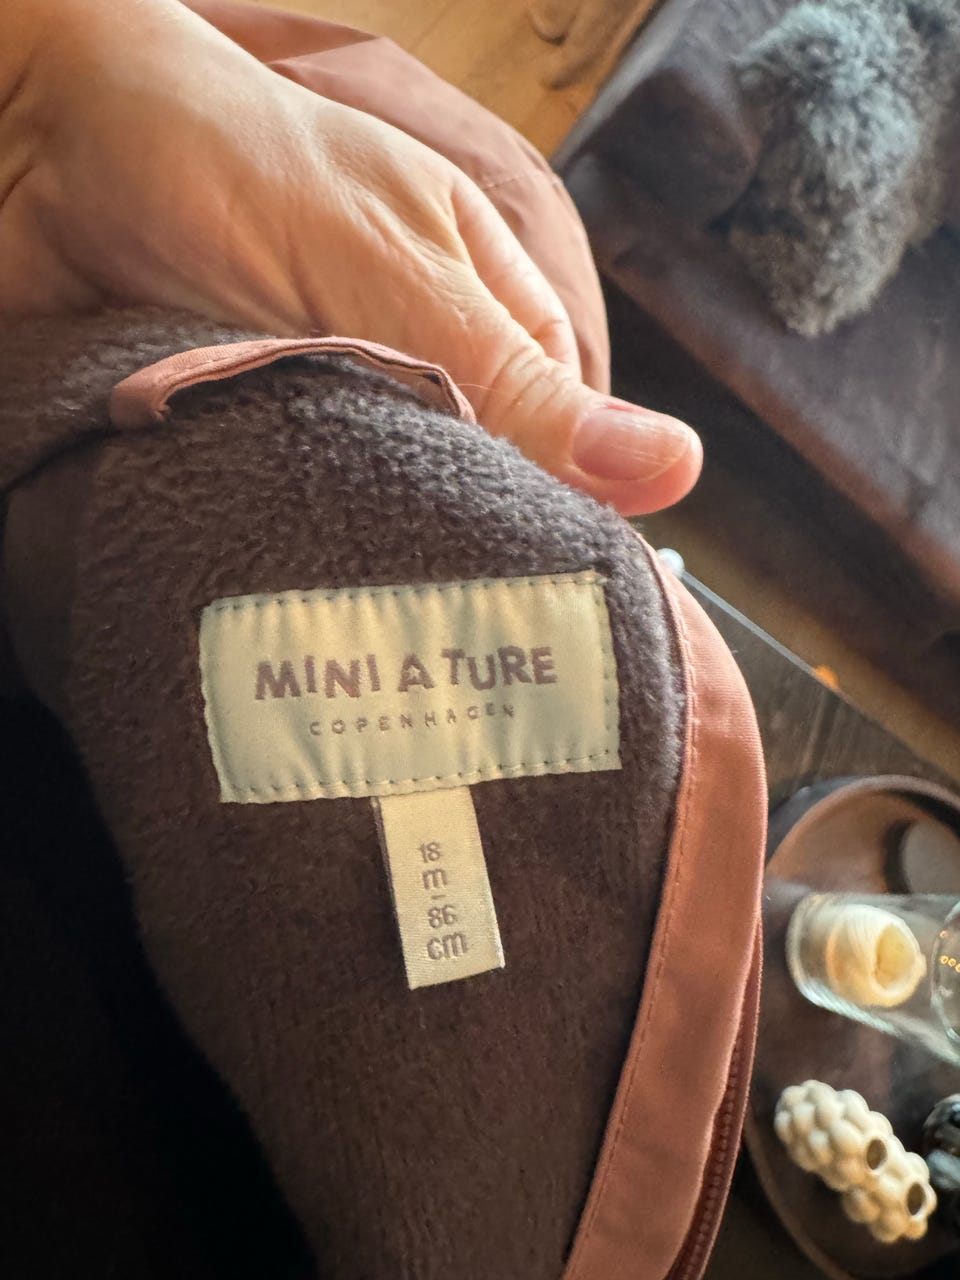 MINI A TURE
COPENHAGEN
18
m
-
86
cm